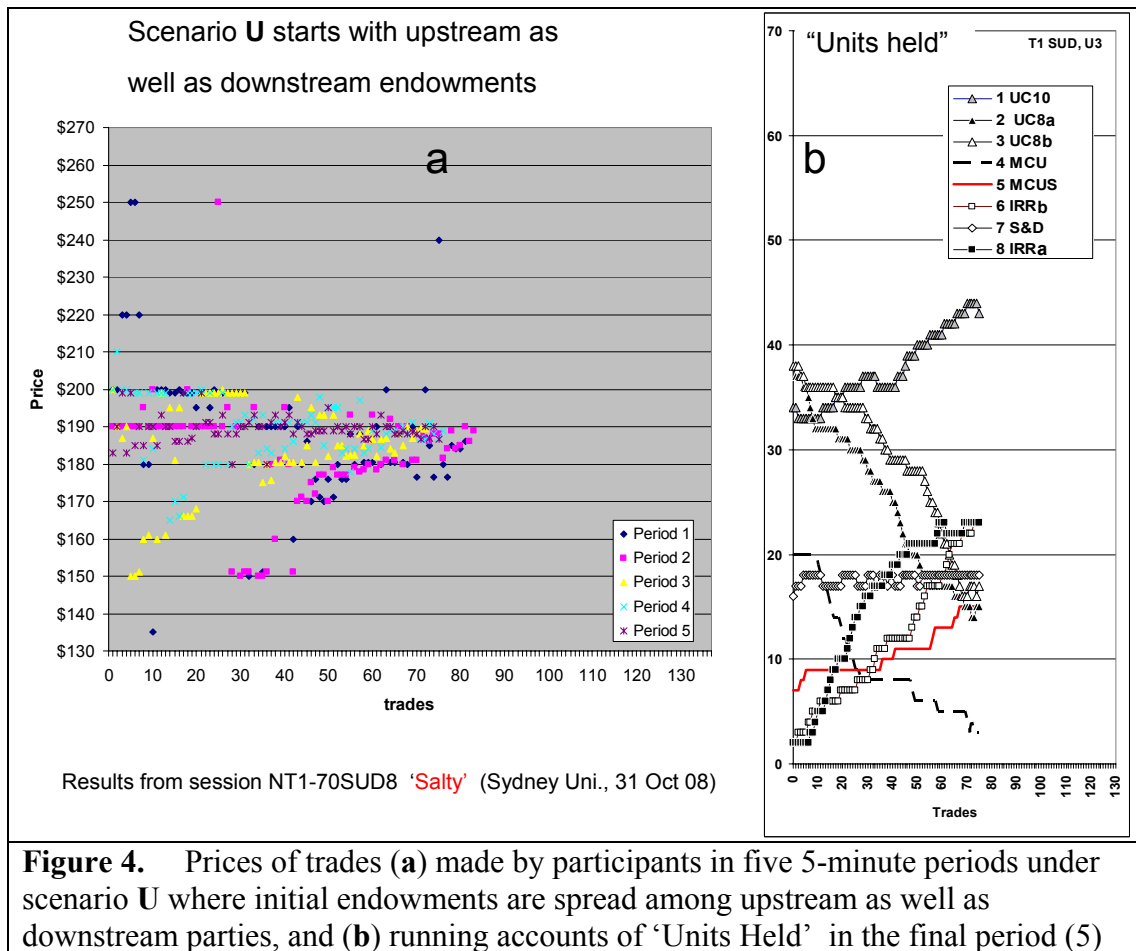 Scenario U starts with upstream as
well as downstream endowments
a
$270
$260
$250
$240
$230
$220
$210
$200
$190
$180
$170
$160
$150
$140
$130
Price
0 10 20 30 40 50 60 70 80 90 100 110 120 130
trades
Period 1
Period 2
Period 3
Period 4
Period 5
Results from session NT1-70SUD8 ‘Salty’ (Sydney Uni., 31 Oct 08)
“Units held”
T1 SUD, U3
b
1 UC10
2 UC8a
3 UC8b
4 MCU
5 MCUS
6 IRRb
7 S&D
8 IRRa
70
60
50
40
30
20
10
0
0 10 20 30 40 50 60 70 80 90 100 110 120 130
Trades
Figure 4. Prices of trades (a) made by participants in five 5-minute periods under
scenario U where initial endowments are spread among upstream as well as
downstream parties, and (b) running accounts of ‘Units Held’ in the final period (5)